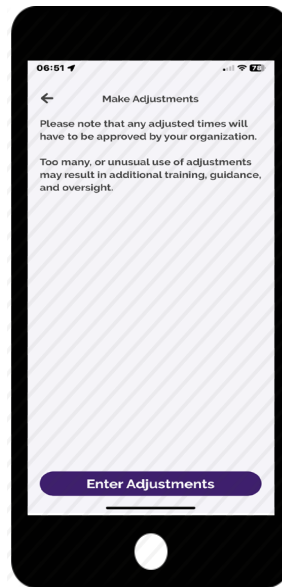 06:51
78
Make Adjustments
Please note that any adjusted times will
have to be approved by your organization.
Too many, or unusual use of adjustments
may result in additional training, guidance,
and oversight.
Enter Adjustments